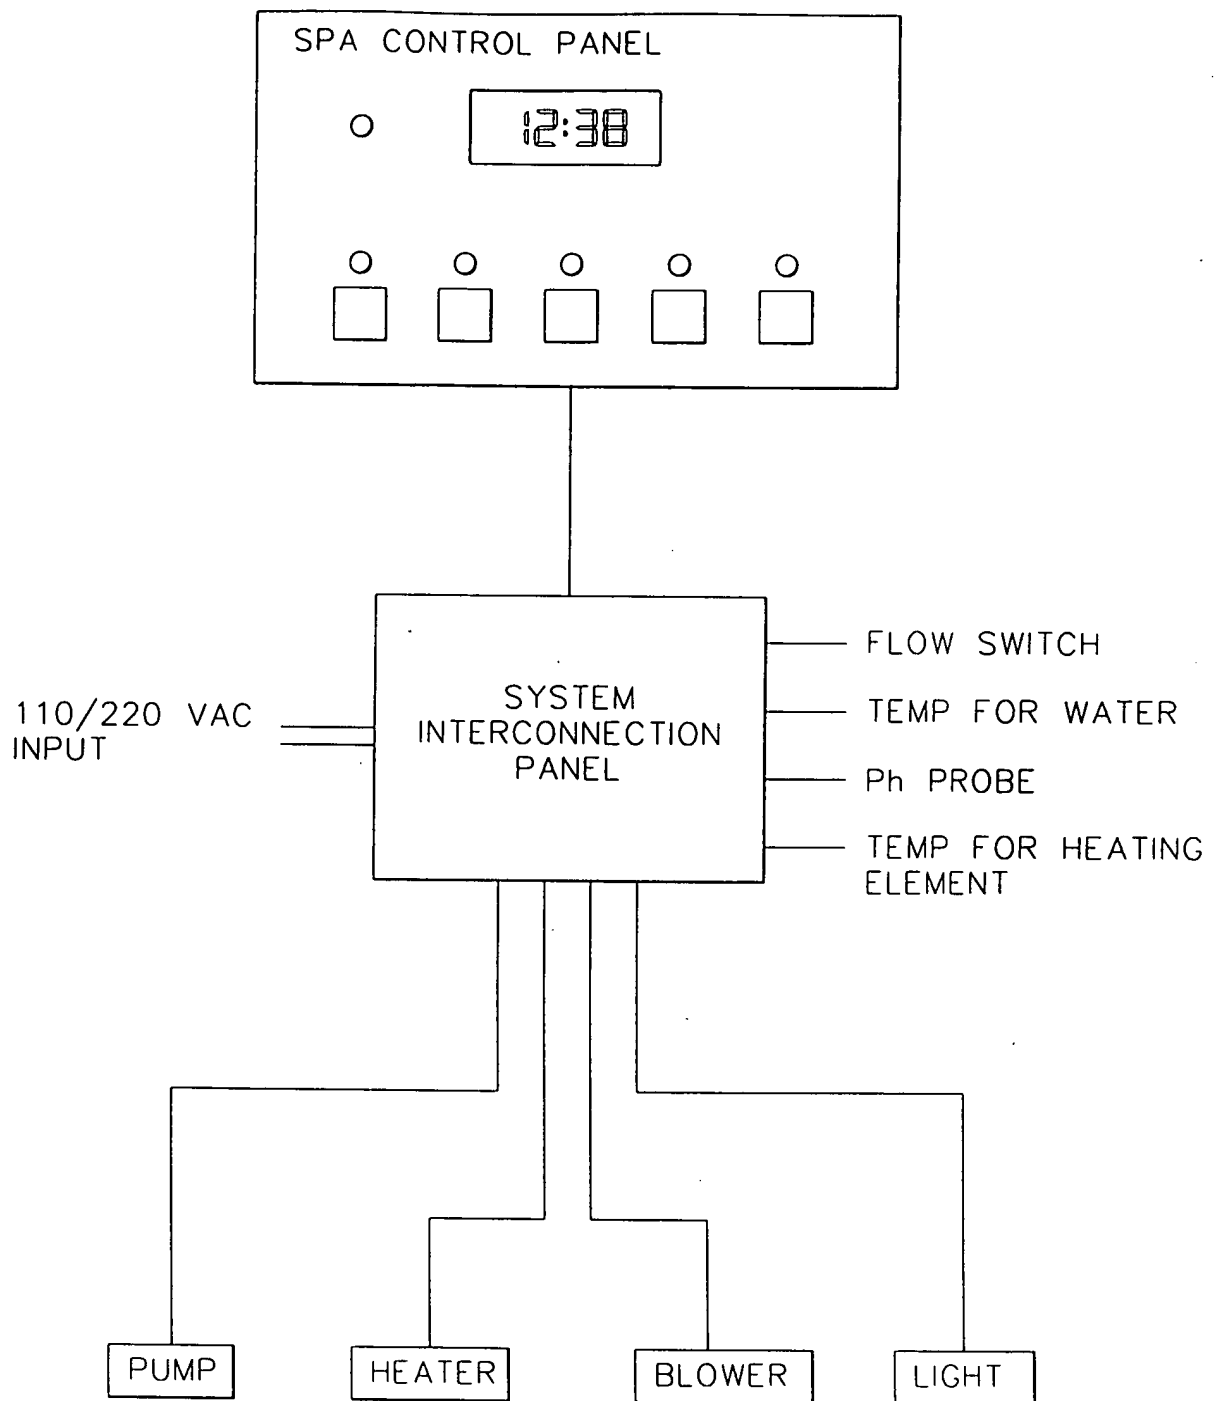 SPA CONTROL PANEL
12:38
110/220 VAC
INPUT
SYSTEM
INTERCONNECTION
PANEL
FLOW SWITCH
TEMP FOR WATER
Ph PROBE
TEMP FOR HEATING
ELEMENT
PUMP
HEATER
BLOWER
LIGHT